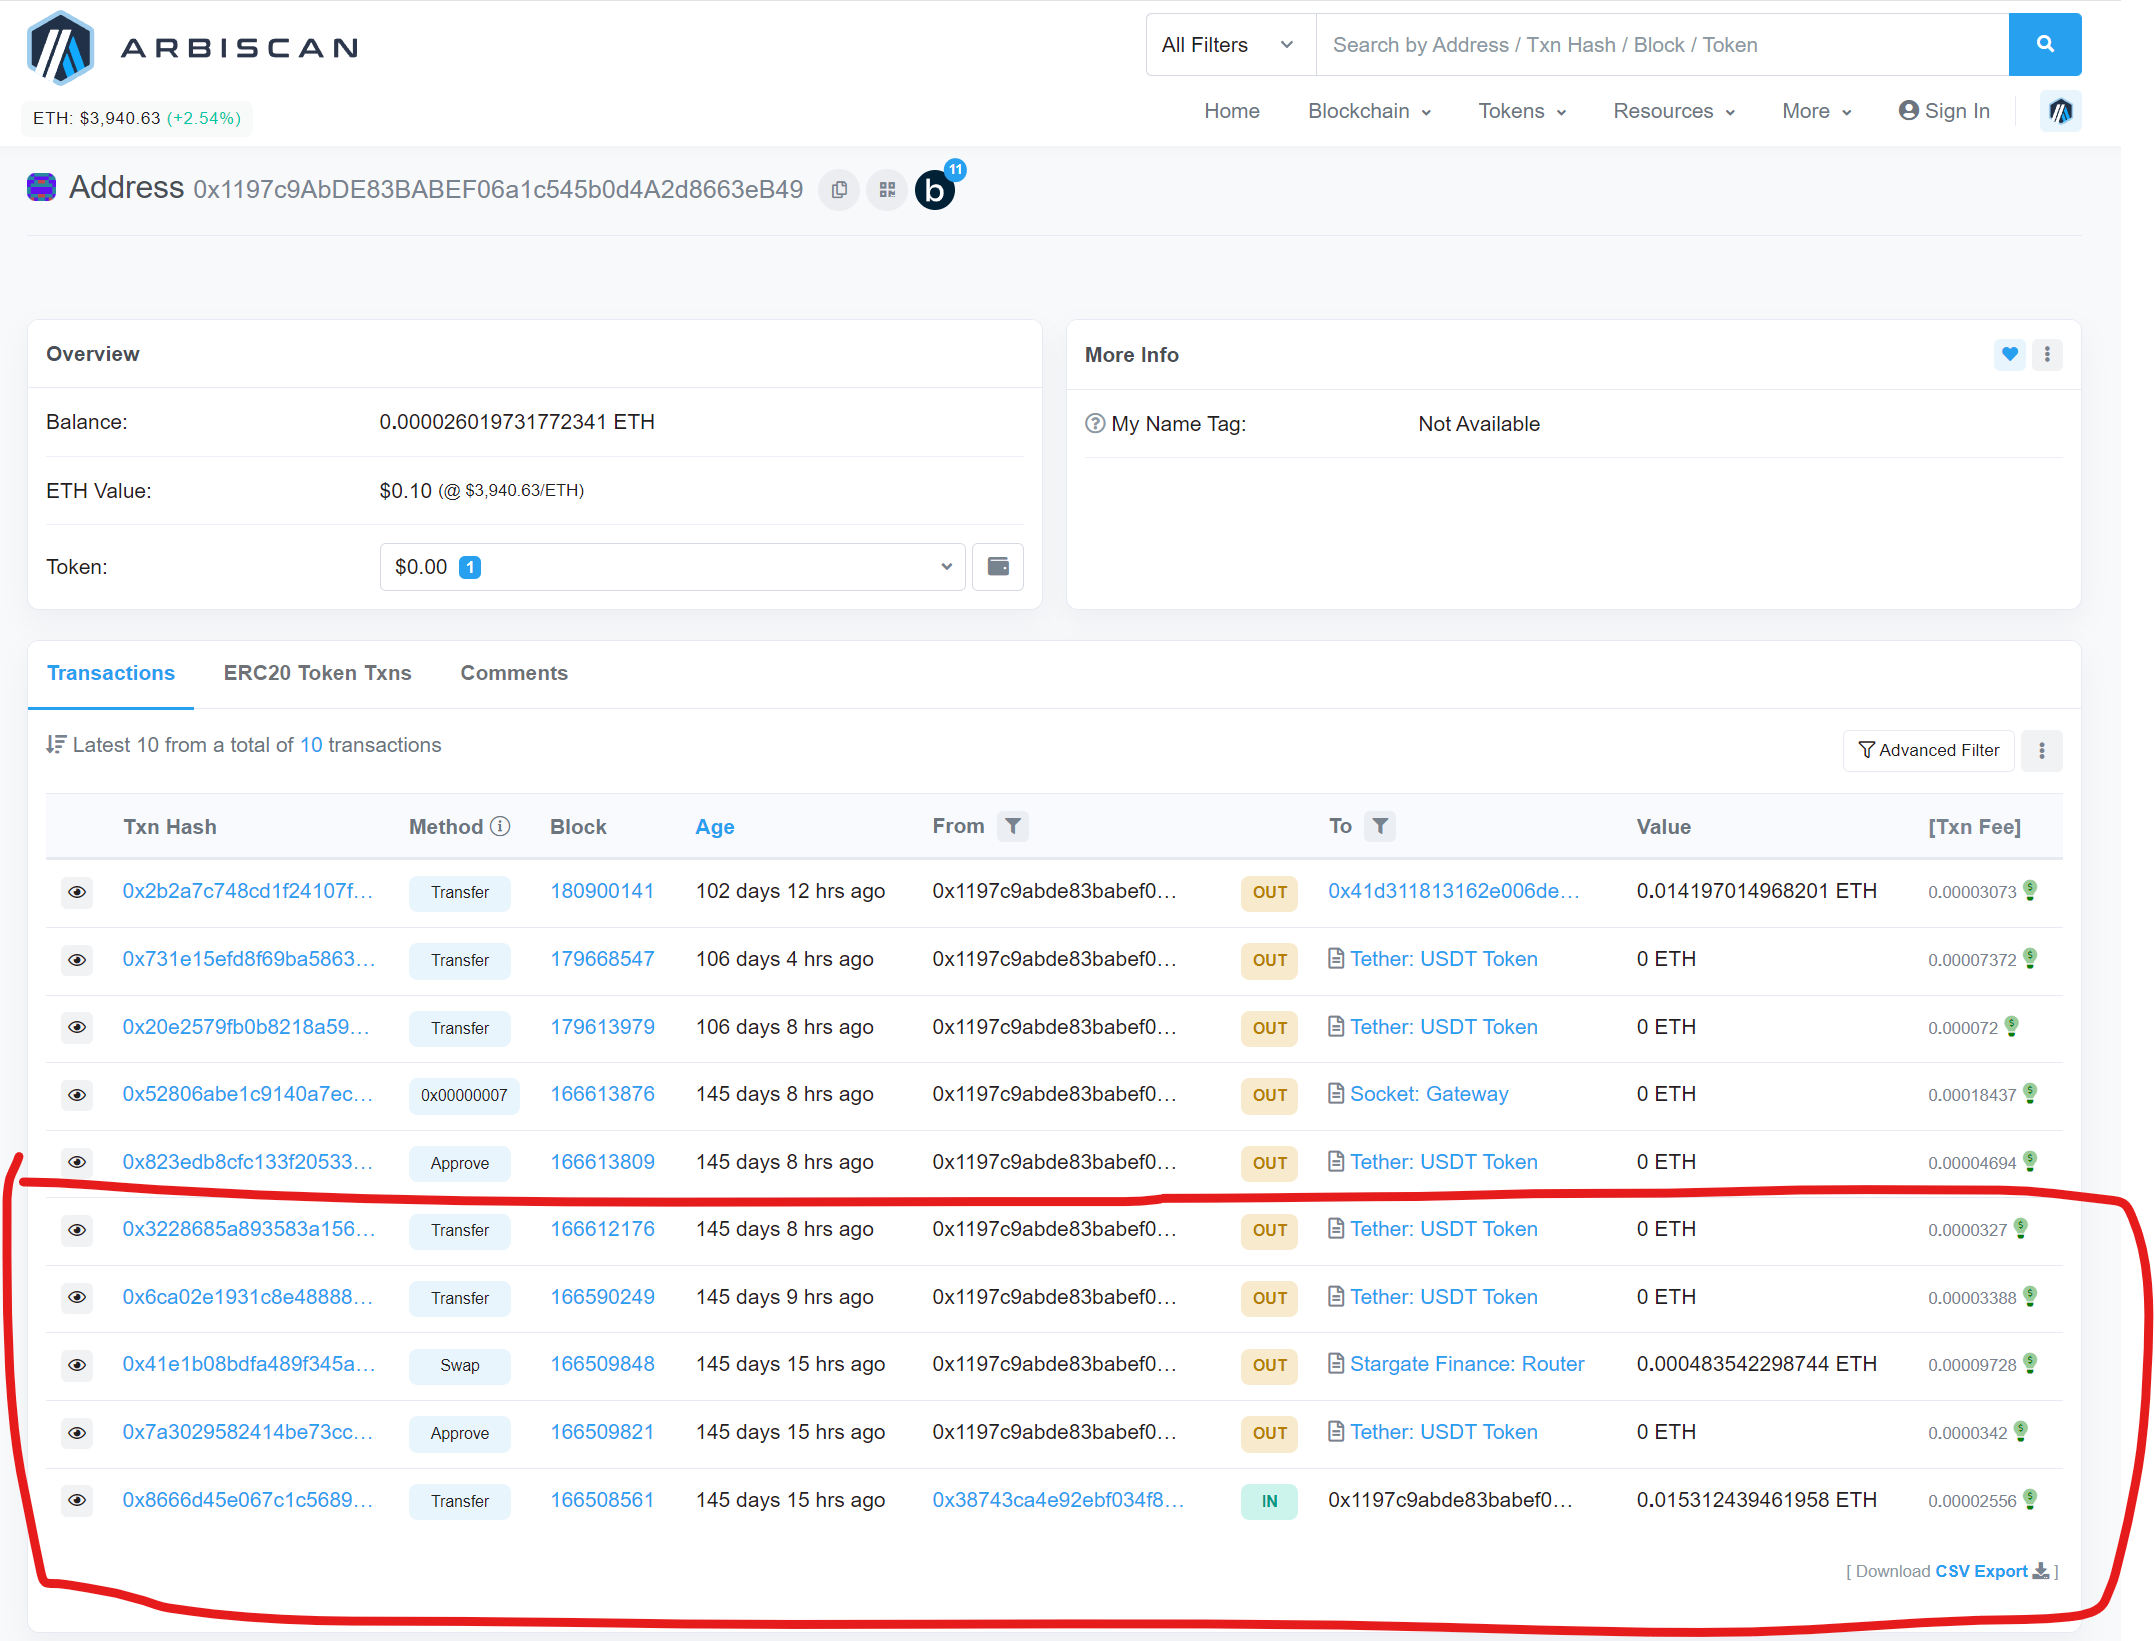 ARBISCAN
All Filters
Search by Address / Txn Hash / Block / Token
ETH: $3,940.63 (+2.54%)
Home Blockchain Tokens Resources More Sign In
Address 0x1197c9AbDE83BABEF06a1c545b0d4A2d8663eB49 b 11
Overview
Balance: 0.000026019731772341 ETH
ETH Value: $0.10 (@ $3,940.63/ETH)
Token: $0.00 1
More Info
My Name Tag: Not Available
Transactions ERC20 Token Txns Comments
Latest 10 from a total of 10 transactions
Advanced Filter
Txn Hash Method Block Age From To Value [Txn Fee]
0x2b2a7c748cd1f24107f... Transfer 180900141 102 days 12 hrs ago 0x1197c9abde83babef0... OUT 0x41d311813162e006de... 0.014197014968201 ETH 0.00003073
0x731e15efd8f69ba5863... Transfer 179668547 106 days 4 hrs ago 0x1197c9abde83babef0... OUT Tether: USDT Token 0 ETH 0.00007372
0x20e2579fb0b8218a59... Transfer 179613979 106 days 8 hrs ago 0x1197c9abde83babef0... OUT Tether: USDT Token 0 ETH 0.000072
0x52806abe1c9140a7ec... 0x00000007 166613876 145 days 8 hrs ago 0x1197c9abde83babef0... OUT Socket: Gateway 0 ETH 0.00018437
0x823edb8cfc133f20533... Approve 166613809 145 days 8 hrs ago 0x1197c9abde83babef0... OUT Tether: USDT Token 0 ETH 0.00004694
0x3228685a893583a156... Transfer 166612176 145 days 8 hrs ago 0x1197c9abde83babef0... OUT Tether: USDT Token 0 ETH 0.0000327
0x6ca02e1931c8e48888... Transfer 166590249 145 days 9 hrs ago 0x1197c9abde83babef0... OUT Tether: USDT Token 0 ETH 0.00003388
0x41e1b08bdfa489f345a... Swap 166509848 145 days 15 hrs ago 0x1197c9abde83babef0... OUT Stargate Finance: Router 0.000483542298744 ETH 0.00009728
0x7a3029582414be73cc... Approve 166509821 145 days 15 hrs ago 0x1197c9abde83babef0... OUT Tether: USDT Token 0 ETH 0.0000342
0x8666d45e067c1c5689... Transfer 166508561 145 days 15 hrs ago 0x38743ca4e92ebf034f8... IN 0x1197c9abde83babef0... 0.015312439461958 ETH 0.00002556
[ Download CSV Export ]